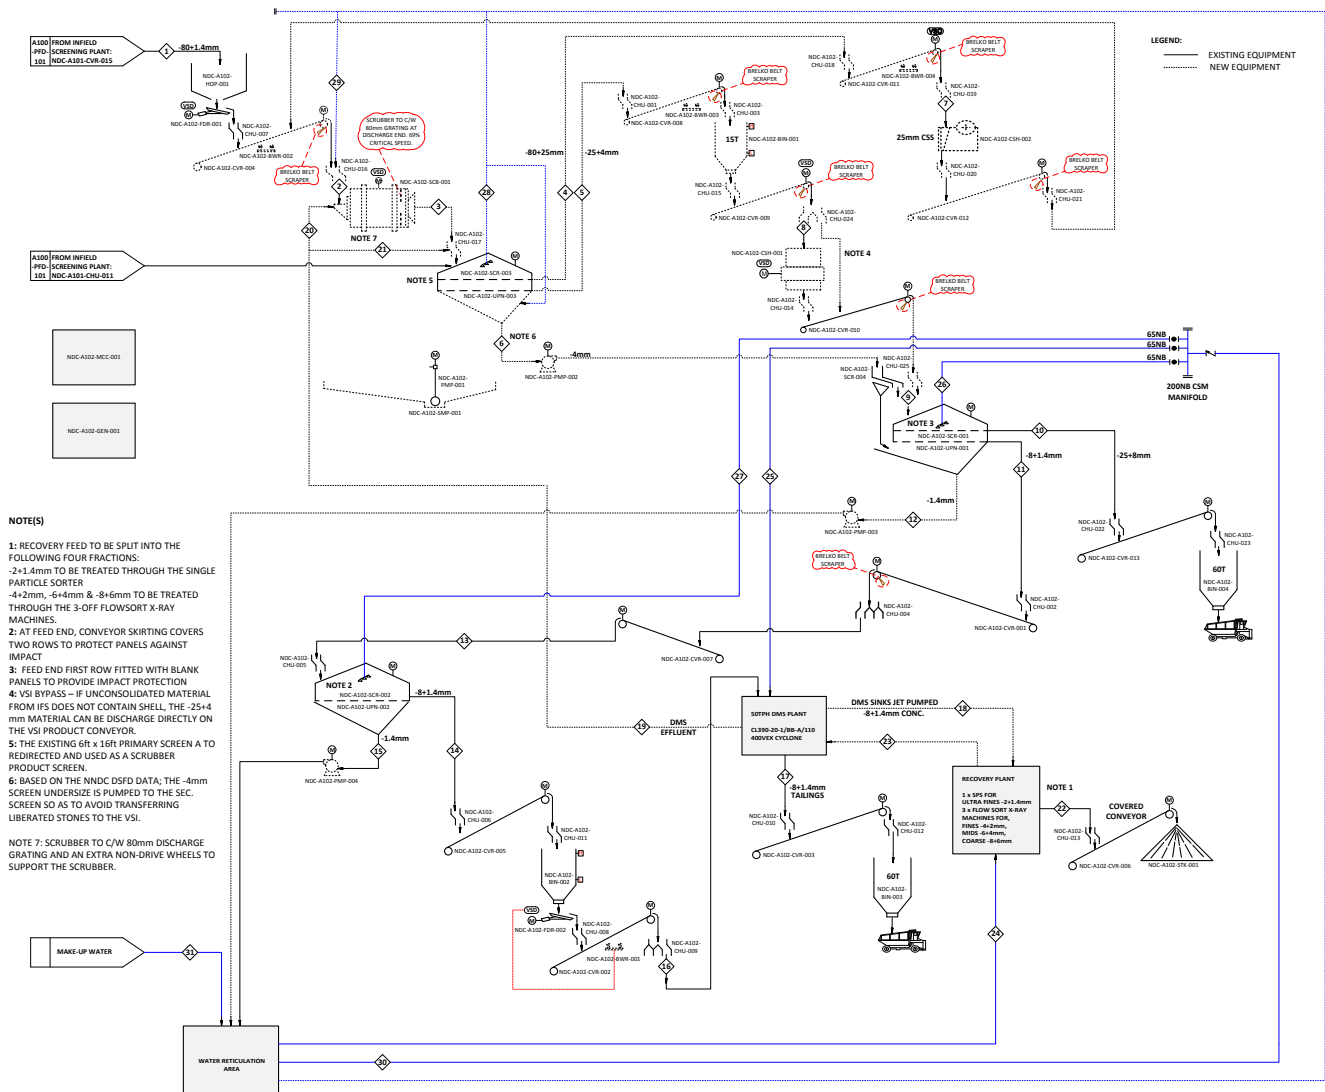 A100
-PFD-
101
FROM INFIELD
SCREENING PLANT:
NDC-A101-CVR-015
1
-80+1.4mm
NDC-A102-
HOP-001
VSD
M
NDC-A102-FDR-001
NDC-A102-
CHU-007
NDC-A102-BWR-002
NDC-A102-CVR-004
M
BRELKO BELT
SCRAPER
29
NDC-A102-
CHU-016
2
VSD
M
NDC-A102-SCB-001
SCRUBBER TO C/W
80mm GRATING AT
DISCHARGE END. 69%
CRITICAL SPEED.
3
NOTE 7
20
21
NDC-A102-
CHU-017
28
A100
-PFD-
101
FROM INFIELD
SCREENING PLANT:
NDC-A101-CHU-011
NOTE 5
M
NDC-A102-SCR-003
NDC-A102-UPN-003
-80+25mm
-25+4mm
4
5
6
NOTE 6
M
NDC-A102-PMP-002
-4mm
M
NDC-A102-
PMP-001
NDC-A102-SMP-001
NDC-A102-MCC-001
NDC-A102-GEN-001
NDC-A102-
CHU-001
NDC-A102-BWR-003
NDC-A102-CVR-008
M
BRELKO BELT
SCRAPER
NDC-A102-
CHU-003
15T
NDC-A102-BIN-001
NDC-A102-
CHU-015
NDC-A102-CVR-009
VSD
M
BRELKO BELT
SCRAPER
NDC-A102-
CHU-024
8
NDC-A102-CSH-001
VSD
M
NOTE 4
NDC-A102-
CHU-014
NDC-A102-CVR-010
M
BRELKO BELT
SCRAPER
NDC-A102-
CHU-018
NDC-A102-CVR-011
NDC-A102-BWR-004
M
BRELKO BELT
SCRAPER
NDC-A102-
CHU-019
7
25mm CSS
NDC-A102-CSH-002
NDC-A102-
CHU-020
NDC-A102-CVR-012
M
BRELKO BELT
SCRAPER
NDC-A102-
CHU-021
LEGEND:
EXISTING EQUIPMENT
NEW EQUIPMENT
65NB
65NB
65NB
200NB CSM
MANIFOLD
NDC-A102-
SCR-004
NDC-A102-
CHU-025
9
26
M
NOTE 3
NDC-A102-SCR-001
NDC-A102-UPN-001
10
-8+1.4mm
11
-25+8mm
-1.4mm
12
M
NDC-A102-PMP-003
27
25
NDC-A102-
CHU-022
NDC-A102-CVR-013
M
NDC-A102-
CHU-023
60T
NDC-A102-
BIN-004
BRELKO BELT
SCRAPER
M
NDC-A102-
CHU-004
NDC-A102-
CHU-002
NDC-A102-CVR-001
M
NDC-A102-CVR-007
13
NDC-A102-
CHU-005
NOTE 2
M
NDC-A102-SCR-002
NDC-A102-UPN-002
-8+1.4mm
-1.4mm
15
14
M
NDC-A102-PMP-004
NDC-A102-
CHU-006
NDC-A102-CVR-005
M
NDC-A102-
CHU-011
NDC-A102-
BIN-002
VSD
M
NDC-A102-FDR-002
NDC-A102-
CHU-008
NDC-A102-BWR-001
NDC-A102-CVR-002
M
NDC-A102-
CHU-009
16
19
DMS
EFFLUENT
50TPH DMS PLANT
CL390-20-1/BB-A/110
400VEX CYCLONE
DMS SINKS JET PUMPED
-8+1.4mm CONC.
18
23
17
-8+1.4mm
TAILINGS
NDC-A102-
CHU-010
NDC-A102-CVR-003
M
NDC-A102-
CHU-012
60T
NDC-A102-
BIN-003
RECOVERY PLANT
1 x SPS FOR
ULTRA FINES -2+1.4mm
3 x FLOW SORT X-RAY
MACHINES FOR,
FINES -4+2mm,
MIDS -6+4mm,
COARSE -8+6mm
NOTE 1
22
NDC-A102-
CHU-013
COVERED
CONVEYOR
M
NDC-A102-CVR-006
NDC-A102-STK-001
24
NOTE(S)
1: RECOVERY FEED TO BE SPLIT INTO THE
FOLLOWING FOUR FRACTIONS:
-2+1.4mm TO BE TREATED THROUGH THE SINGLE
PARTICLE SORTER
-4+2mm, -6+4mm & -8+6mm TO BE TREATED
THROUGH THE 3-OFF FLOWSORT X-RAY
MACHINES.
2: AT FEED END, CONVEYOR SKIRTING COVERS
TWO ROWS TO PROTECT PANELS AGAINST
IMPACT
3: FEED END FIRST ROW FITTED WITH BLANK
PANELS TO PROVIDE IMPACT PROTECTION
4: VSI BYPASS – IF UNCONSOLIDATED MATERIAL
FROM IFS DOES NOT CONTAIN SHELL, THE -25+4
mm MATERIAL CAN BE DISCHARGE DIRECTLY ON
THE VSI PRODUCT CONVEYOR.
5: THE EXISTING 6ft x 16ft PRIMARY SCREEN A TO
REDIRECTED AND USED AS A SCRUBBER
PRODUCT SCREEN.
6: BASED ON THE NNDC DSFD DATA; THE -4mm
SCREEN UNDERSIZE IS PUMPED TO THE SEC.
SCREEN SO AS TO AVOID TRANSFERRING
LIBERATED STONES TO THE VSI.
NOTE 7: SCRUBBER TO C/W 80mm DISCHARGE
GRATING AND AN EXTRA NON-DRIVE WHEELS TO
SUPPORT THE SCRUBBER.
MAKE-UP WATER
31
WATER RETICULATION
AREA
30